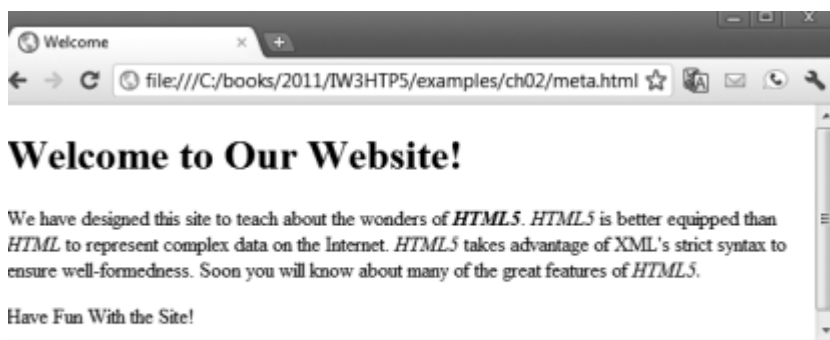 Welcome
file:///C:/books/2011/IW3HTP5/examples/ch02/meta.html
Welcome to Our Website!
We have designed this site to teach about the wonders of HTML5. HTML5 is better equipped than
HTML to represent complex data on the Internet. HTML5 takes advantage of XML's strict syntax to
ensure well-formedness. Soon you will know about many of the great features of HTML5.
Have Fun With the Site!